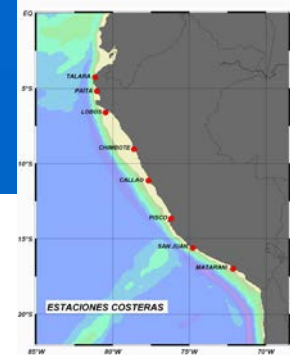 EQ
TALARA
5°S
PAITA
LOBOS
CHIMBOTE
10°S
CALLAO
PISCO
15°S
SAN JUAN
MATARANI
ESTACIONES COSTERAS
20°S
85°W 80°W 75°W 70°W